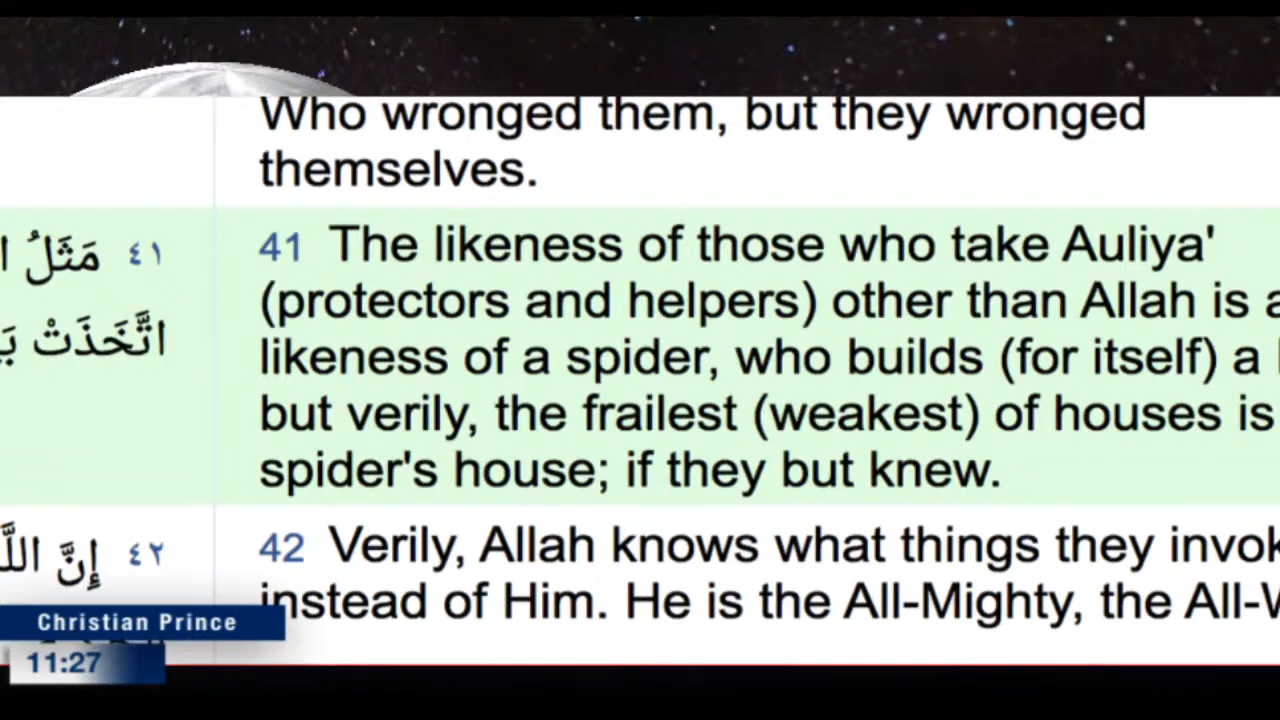 Who wronged them, but they wronged
themselves.
٤١ مَثَلُ
اتَّخَذَتْ
41 The likeness of those who take Auliya'
(protectors and helpers) other than Allah is
likeness of a spider, who builds (for itself) a
but verily, the frailest (weakest) of houses is
spider's house; if they but knew.
٤٢ إِنَّ
42 Verily, Allah knows what things they
instead of Him. He is the All-Mighty, the
Christian Prince
11:27